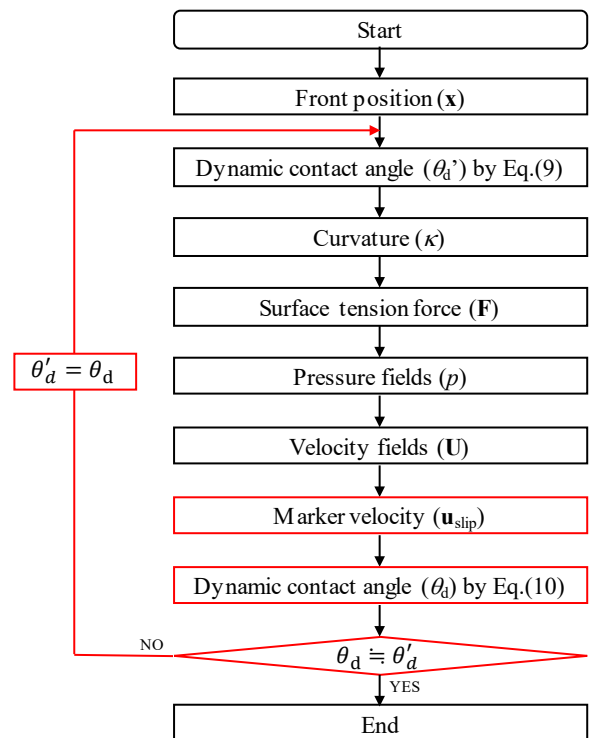 Start
Front position (x)
Dynamic contact angle (θd') by Eq.(9)
Curvature (κ)
Surface tension force (F)
θ′d = θd
Pressure fields (p)
Velocity fields (U)
Marker velocity (uslip)
Dynamic contact angle (θd) by Eq.(10)
NO
θd ≒ θ′d
YES
End